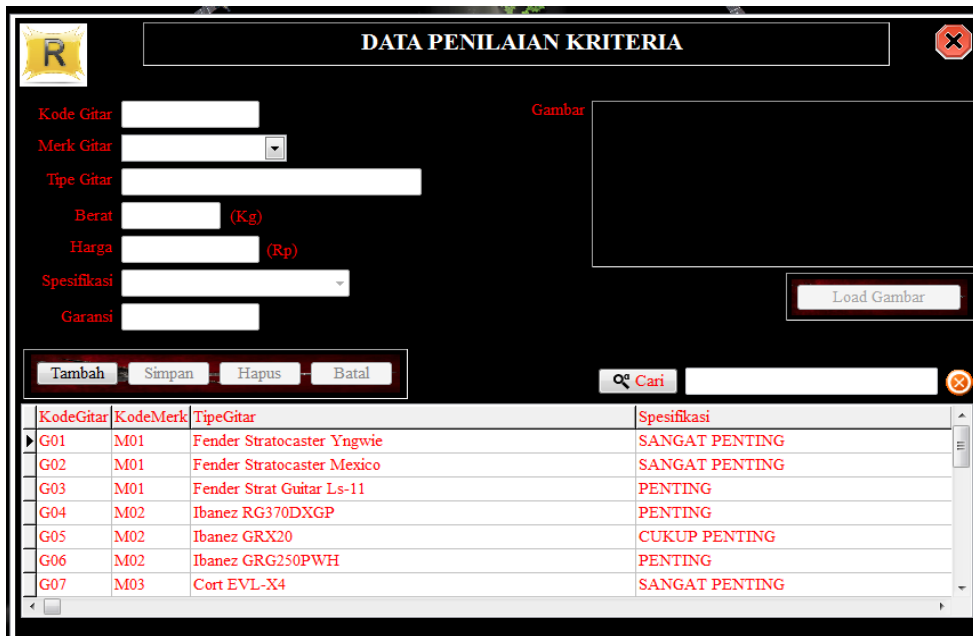 R
DATA PENILAIAN KRITERIA
Kode Gitar
Gambar
Merk Gitar
Tipe Gitar
Berat (Kg)
Harga (Rp)
Spesifikasi
Load Gambar
Garansi
Tambah Simpan Hapus Batal
Cari
KodeGitar KodeMerk TipeGitar Spesifikasi
G01 M01 Fender Stratocaster Yngwie SANGAT PENTING
G02 M01 Fender Stratocaster Mexico SANGAT PENTING
G03 M01 Fender Strat Guitar Ls-11 PENTING
G04 M02 Ibanez RG370DXGP PENTING
G05 M02 Ibanez GRX20 CUKUP PENTING
G06 M02 Ibanez GRG250PWH PENTING
G07 M03 Cort EVL-X4 SANGAT PENTING